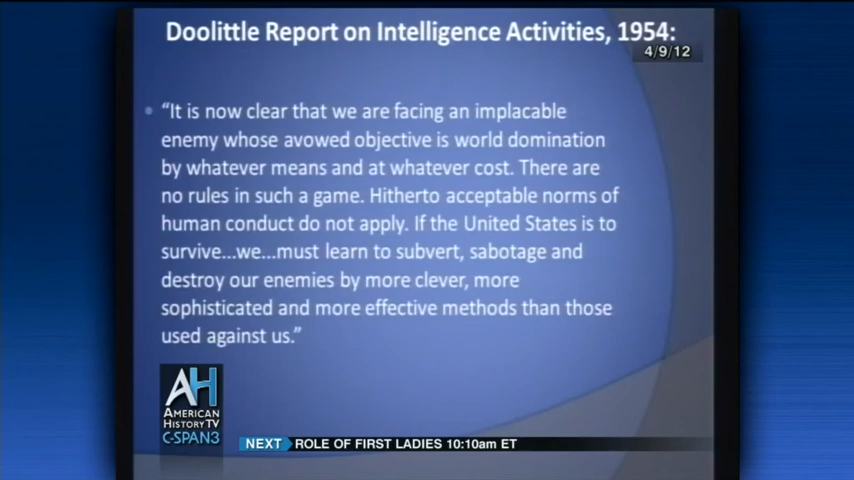 Doolittle Report on Intelligence Activities, 1954:
4/9/12
• “It is now clear that we are facing an implacable
enemy whose avowed objective is world domination
by whatever means and at whatever cost. There are
no rules in such a game. Hitherto acceptable norms of
human conduct do not apply. If the United States is to
survive...we...must learn to subvert, sabotage and
destroy our enemies by more clever, more
sophisticated and more effective methods than those
used against us.”
AH
AMERICAN
HISTORY TV
C-SPAN3
NEXT ROLE OF FIRST LADIES 10:10am ET